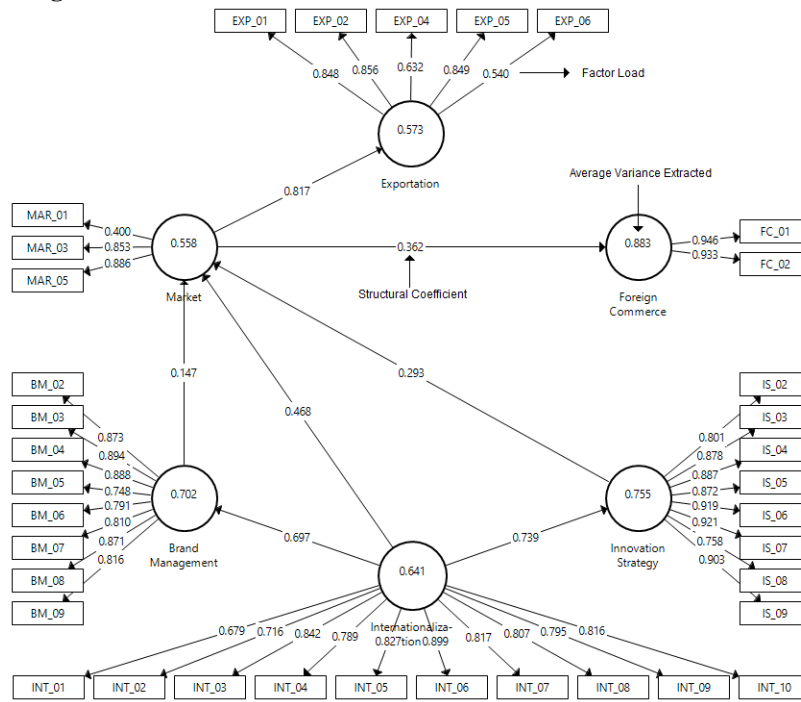 EXP_01 EXP_02 EXP_04 EXP_05 EXP_06
0.848 0.856 0.632 0.849 0.540 Factor Load
0.573
Exportation
0.817
Average Variance Extracted
MAR_01
MAR_03
MAR_05
0.400
0.853
0.886
0.558
Market
0.362
Structural Coefficient
0.883
Foreign
Commerce
0.946
0.933
FC_01
FC_02
0.147
0.468
0.293
BM_02
BM_03
BM_04
BM_05
BM_06
BM_07
BM_08
BM_09
0.873
0.894
0.888
0.748
0.791
0.810
0.871
0.816
0.702
Brand
Management
0.697
0.641
Internationaliza-
tion
0.739
0.755
Innovation
Strategy
0.801
0.878
0.887
0.872
0.919
0.921
0.758
0.903
IS_02
IS_03
IS_04
IS_05
IS_06
IS_07
IS_08
IS_09
0.679 0.716 0.842 0.789 0.827 0.899 0.817 0.807 0.795 0.816
INT_01 INT_02 INT_03 INT_04 INT_05 INT_06 INT_07 INT_08 INT_09 INT_10